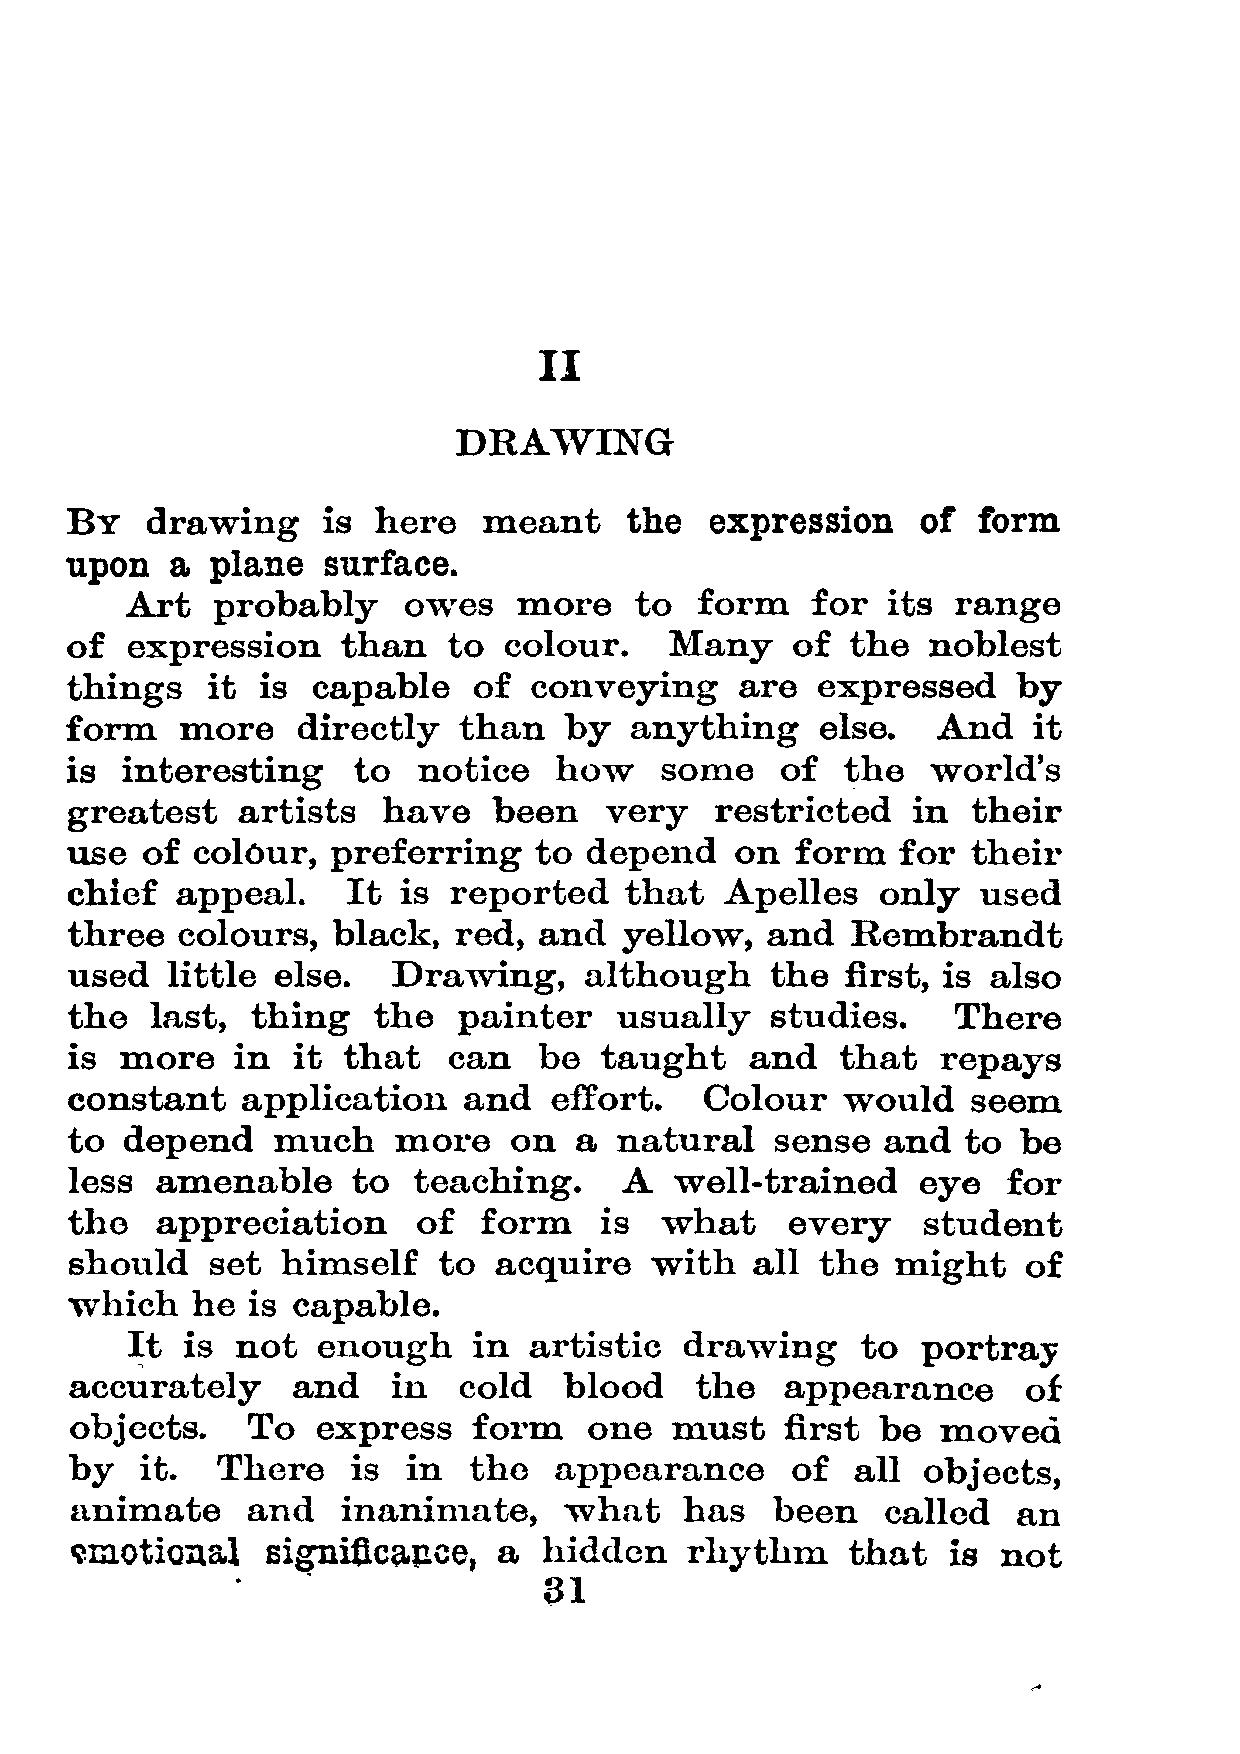 II
DRAWING
BY drawing is here meant the expression of form
upon a plane surface.
Art probably owes more to form for its range
of expression than to colour. Many of the noblest
things it is capable of conveying are expressed by
form more directly than by anything else. And it
is interesting to notice how some of the world's
greatest artists have been very restricted in their
use of colour, preferring to depend on form for their
chief appeal. It is reported that Apelles only used
three colours, black, red, and yellow, and Rembrandt
used little else. Drawing, although the first, is also
the last, thing the painter usually studies. There
is more in it that can be taught and that repays
constant application and effort. Colour would seem
to depend much more on a natural sense and to be
less amenable to teaching. A well-trained eye for
the appreciation of form is what every student
should set himself to acquire with all the might of
which he is capable.
It is not enough in artistic drawing to portray
accurately and in cold blood the appearance of
objects. To express form one must first be moved
by it. There is in the appearance of all objects,
animate and inanimate, what has been called an
emotional significance, a hidden rhythm that is not
31